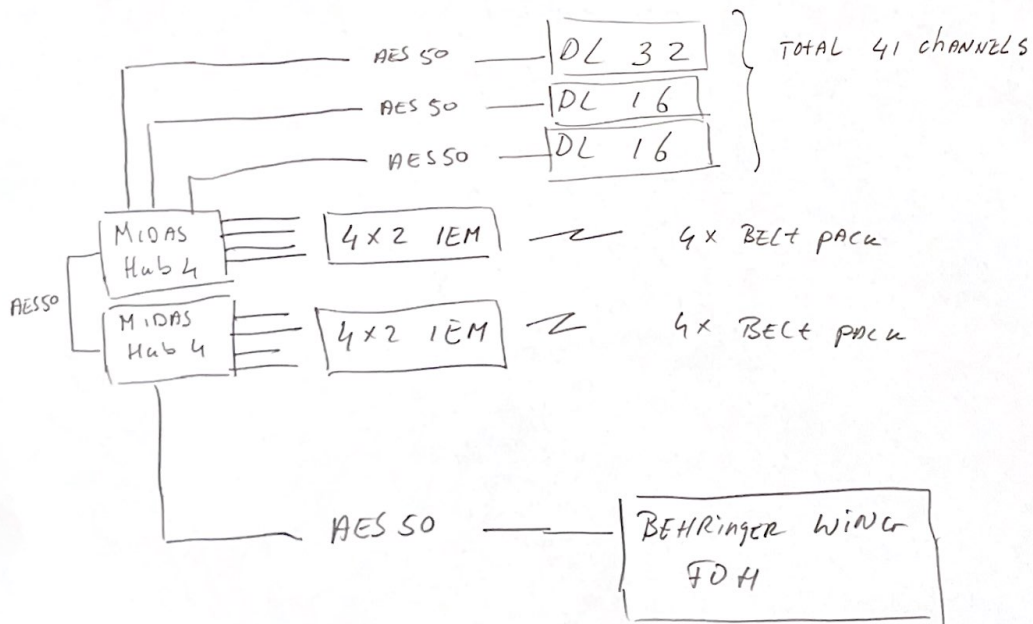 AES 50
DL 32
TOTAL 41 CHANNELS
AES 50
DL 16
AES50
DL 16
MIDAS
Hub 4
4x2 IEM
4x BELt pACK
AES50
MIDAS
Hub 4
4x2 IEM
4x BELt pACK
AES 50
BEHRingER WiNG
FOH